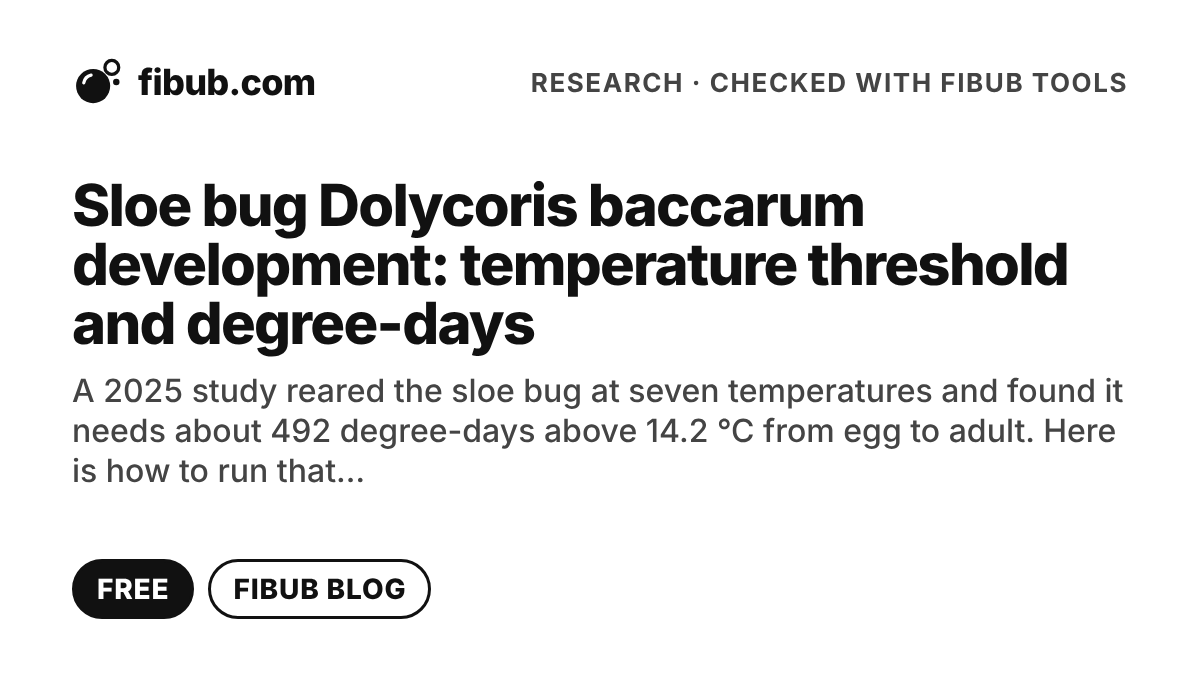 fibub.com
RESEARCH · CHECKED WITH FIBUB TOOLS
Sloe bug Dolycoris baccarum
development: temperature threshold
and degree-days
A 2025 study reared the sloe bug at seven temperatures and found it
needs about 492 degree-days above 14.2 °C from egg to adult. Here
is how to run that…
FREE
FIBUB BLOG